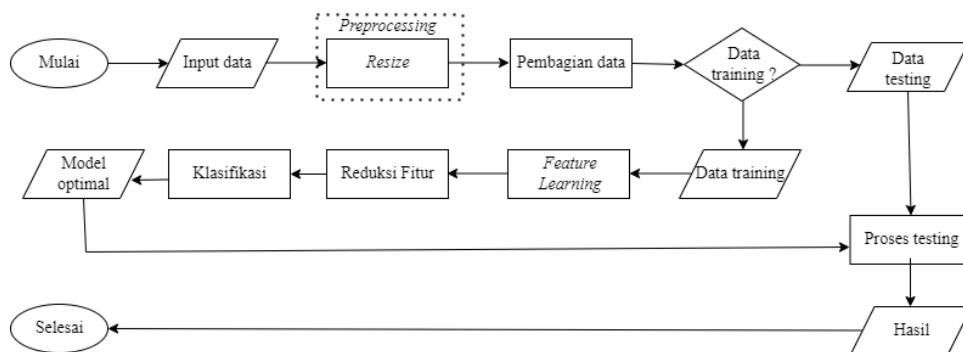 Preprocessing
Mulai
Input data
Resize
Pembagian data
Data
training ?
Data
testing
Model
optimal
Klasifikasi
Reduksi Fitur
Feature
Learning
Data training
Proses testing
Selesai
Hasil